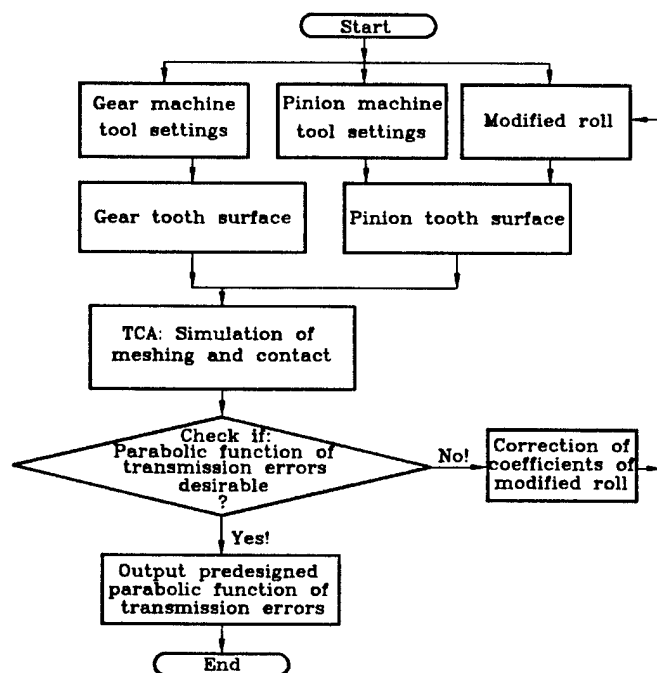 Start
Gear machine
tool settings
Pinion machine
tool settings
Modified roll
Gear tooth surface
Pinion tooth surface
TCA: Simulation of
meshing and contact
Check if:
Parabolic function of
transmission errors
desirable
?
No!
Correction of
coefficients of
modified roll
Yes!
Output predesigned
parabolic function of
transmission errors
End